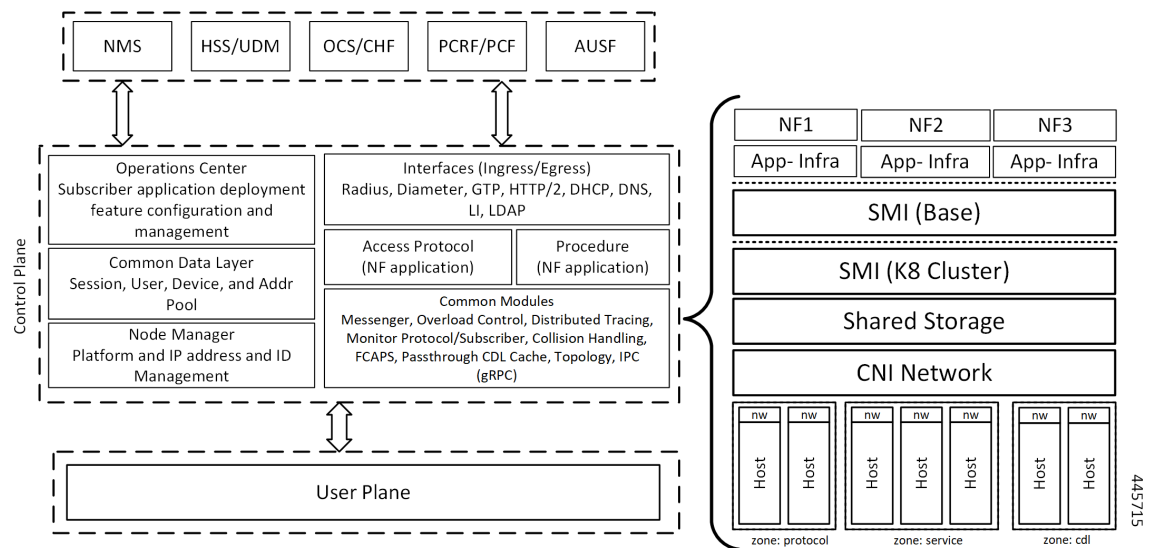 NMS
HSS/UDM
OCS/CHF
PCRF/PCF
AUSF
Control Plane
Operations Center
Subscriber application deployment
feature configuration and
management
Common Data Layer
Session, User, Device, and Addr
Pool
Node Manager
Platform and IP address and ID
Management
Interfaces (Ingress/Egress)
Radius, Diameter, GTP, HTTP/2, DHCP, DNS,
LI, LDAP
Access Protocol
(NF application)
Procedure
(NF application)
Common Modules
Messenger, Overload Control, Distributed Tracing,
Monitor Protocol/Subscriber, Collision Handling,
FCAPS, Passthrough CDL Cache, Topology, IPC
(gRPC)
User Plane
NF1
NF2
NF3
App- Infra
App- Infra
App- Infra
SMI (Base)
SMI (K8 Cluster)
Shared Storage
CNI Network
nw
nw
nw
nw
nw
nw
nw
Host
Host
Host
Host
Host
Host
Host
zone: protocol
zone: service
zone: cdl
445715